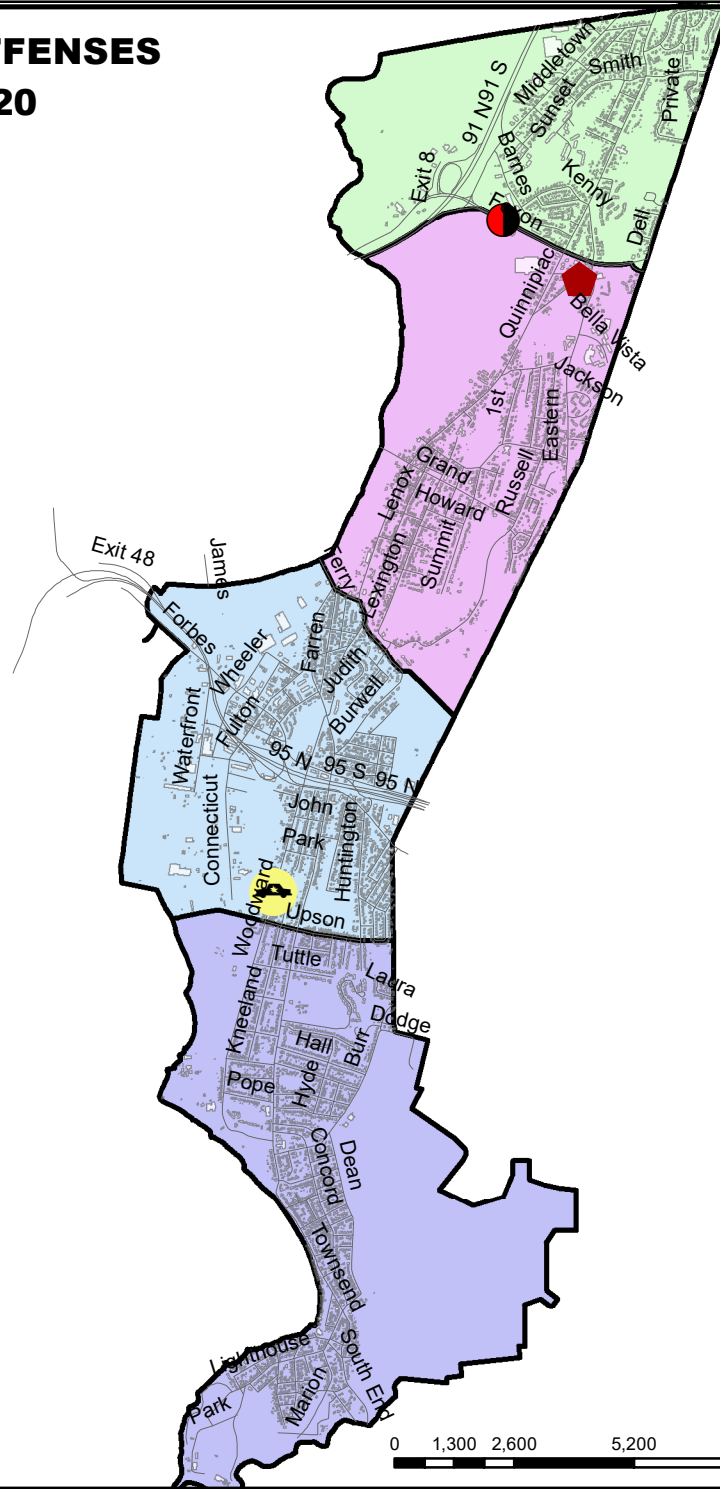 FFENSES
20
91 N
91 S
Middletown
Smith
Sunset
Private
Exit 8
Barnes
Kenny
Foxon
Dell
Quinnipiac
Bella Vista
Jackson
1st
Eastern
Grand
Russell
Lenox
Howard
Summit
Lexington
Ferry
Exit 48
James
Forbes
Farren
Wheeler
Judith
Fulton
Burwell
Waterfront
95 N
95 S
95 N
Connecticut
John
Park
Huntington
Woodward
Upson
Tuttle
Laura
Kneeland
Dodge
Hall
Burr
Pope
Hyde
Concord
Dean
Townsend
Lighthouse
South End
Marion
Park
0 1,300 2,600 5,200